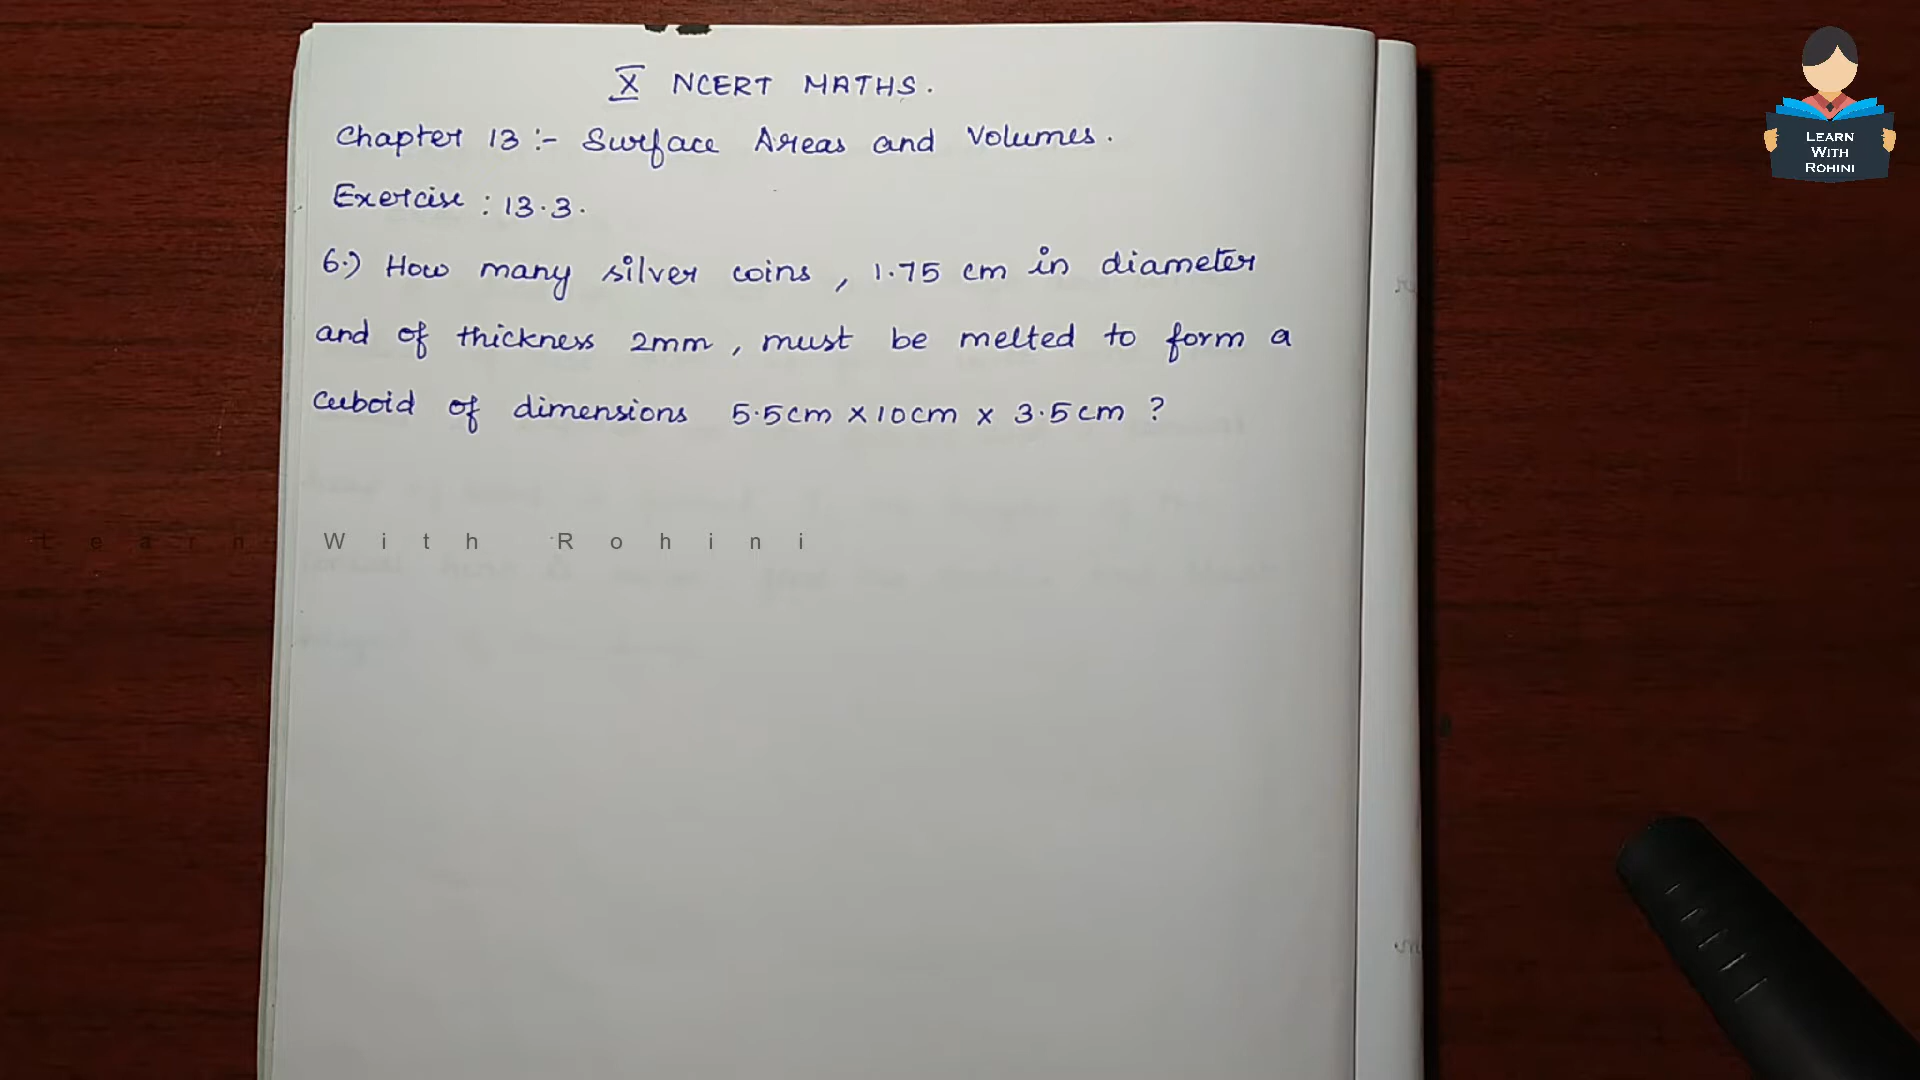 X NCERT MATHS.
Chapter 13 :- Surface Areas and Volumes.
Exercise : 13.3.
6.) How many silver coins, 1.75 cm in diameter
and of thickness 2mm, must be melted to form a
cuboid of dimensions 5.5cm x 10cm x 3.5cm ?
Learn With Rohini
LEARN
WITH
ROHINI